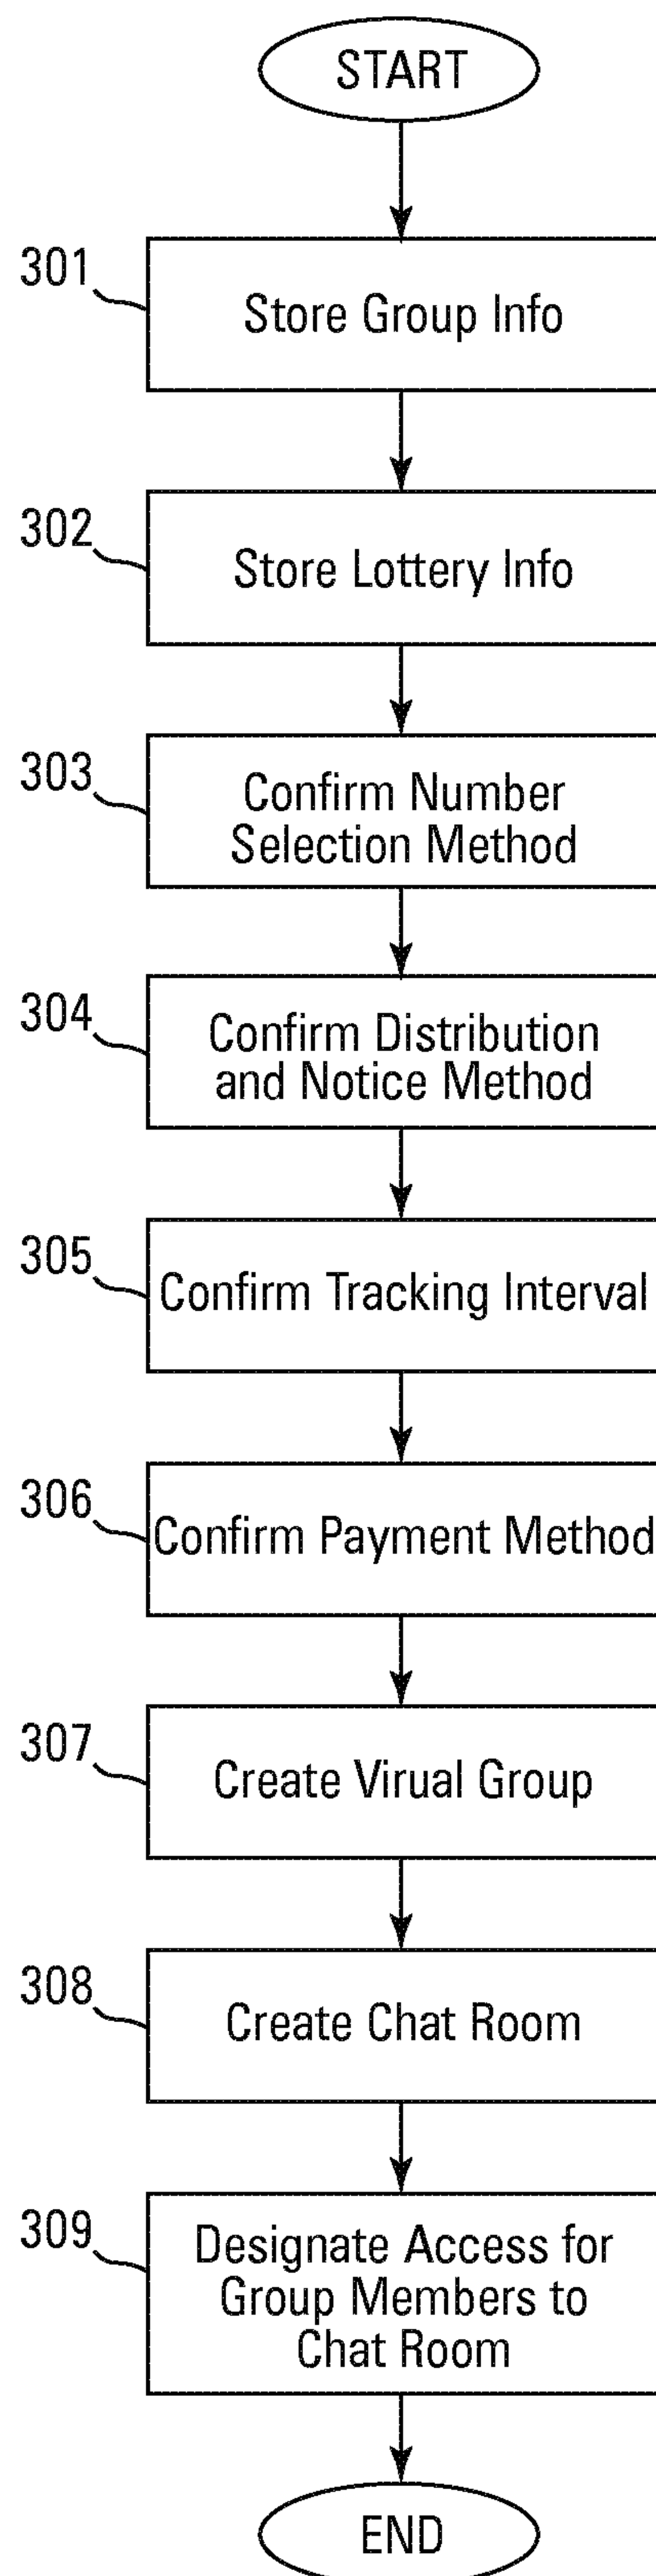 START
301
Store Group Info
302
Store Lottery Info
303
Confirm Number
Selection Method
304
Confirm Distribution
and Notice Method
305
Confirm Tracking Interval
306
Confirm Payment Method
307
Create Virual Group
308
Create Chat Room
309
Designate Access for
Group Members to
Chat Room
END